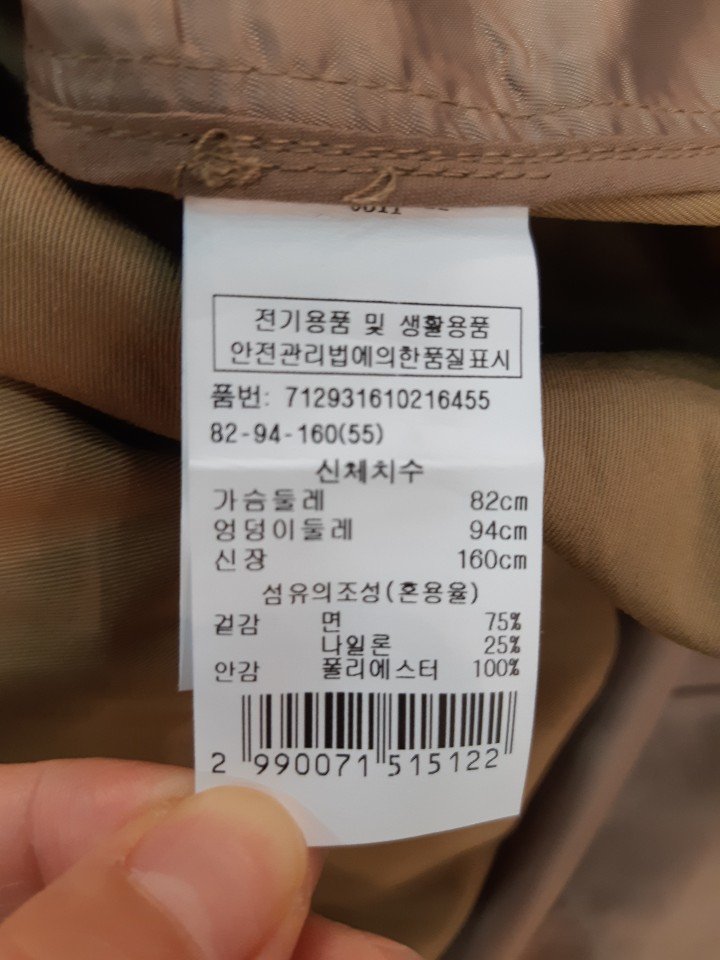 전기용품 및 생활용품
안전관리법에의한품질표시
품번: 712931610216455
82-94-160(55)
신체치수
가슴둘레 82cm
엉덩이둘레 94cm
신장 160cm
섬유의조성(혼용율)
겉감 면 75%
나일론 25%
안감 폴리에스터 100%
2 990071 515122